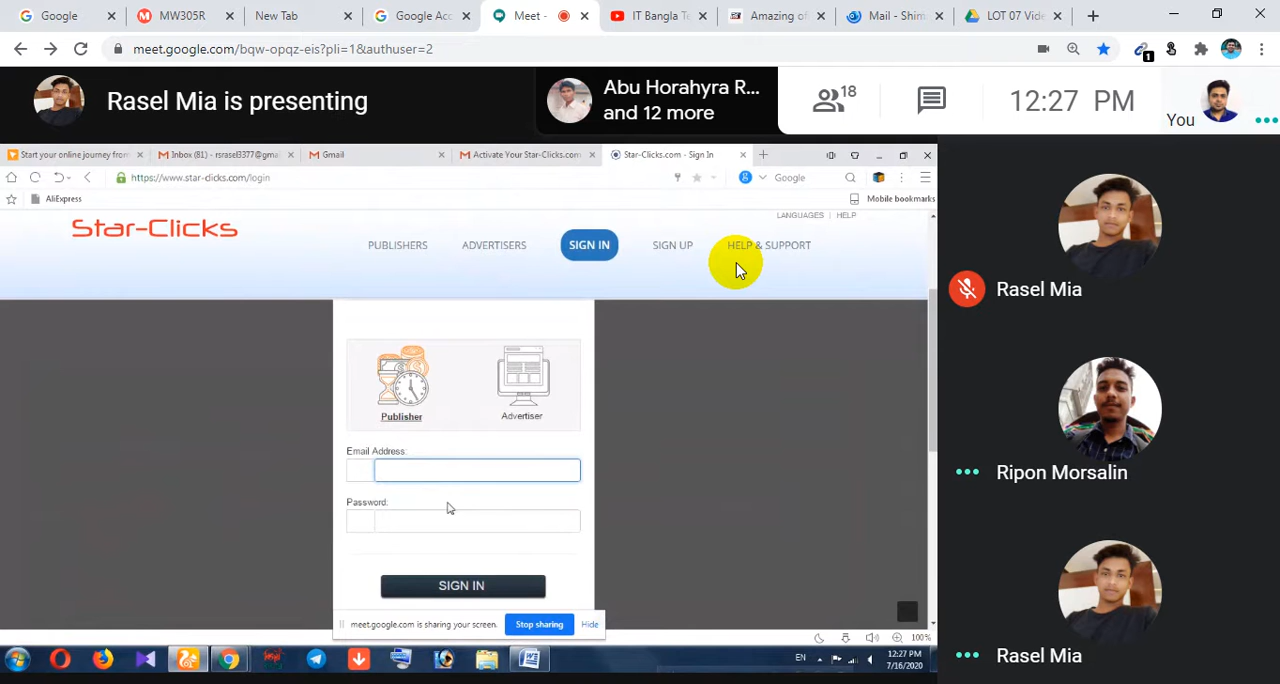 Google
MW305R
New Tab
Google Acc
Meet -
IT Bangla Te
Amazing of
Mail - Shim
LOT 07 Vide
meet.google.com/bqw-opqz-eis?pli=1&authuser=2
1
Rasel Mia is presenting
Abu Horahyra R...
and 12 more
18
12:27 PM
You
Start your online journey from
Inbox (81) - rsrasel3377@gma
Gmail
Activate Your Star-Clicks.com
Star-Clicks.com - Sign In
https://www.star-clicks.com/login
Google
AliExpress
Mobile bookmarks
LANGUAGES | HELP
Star-Clicks
PUBLISHERS
ADVERTISERS
SIGN IN
SIGN UP
HELP & SUPPORT
Publisher
Advertiser
Email Address:
Password:
SIGN IN
meet.google.com is sharing your screen.
Stop sharing
Hide
100%
EN
12:27 PM
7/16/2020
Rasel Mia
Ripon Morsalin
Rasel Mia